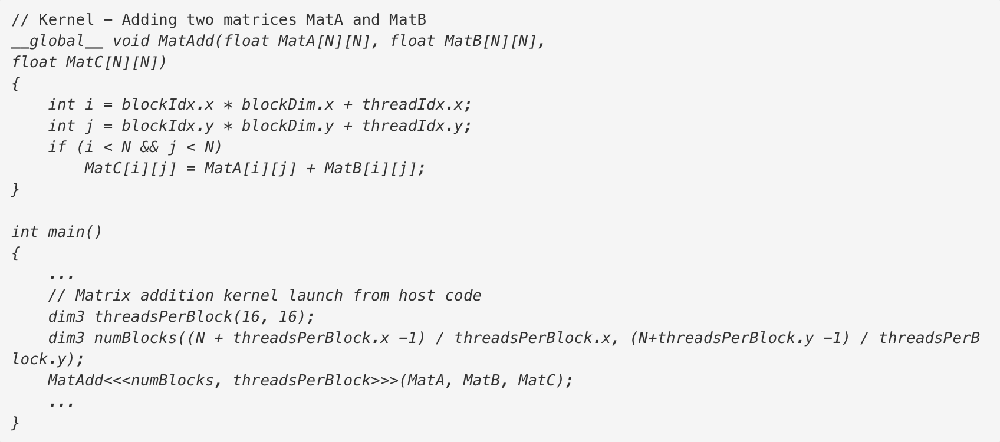 // Kernel − Adding two matrices MatA and MatB
__global__ void MatAdd(float MatA[N][N], float MatB[N][N],
float MatC[N][N])
{
    int i = blockIdx.x * blockDim.x + threadIdx.x;
    int j = blockIdx.y * blockDim.y + threadIdx.y;
    if (i < N && j < N)
        MatC[i][j] = MatA[i][j] + MatB[i][j];
}

int main()
{
    ...
    // Matrix addition kernel launch from host code
    dim3 threadsPerBlock(16, 16);
    dim3 numBlocks((N + threadsPerBlock.x −1) / threadsPerBlock.x, (N+threadsPerBlock.y −1) / threadsPerB
lock.y);
    MatAdd<<<numBlocks, threadsPerBlock>>>(MatA, MatB, MatC);
    ...
}